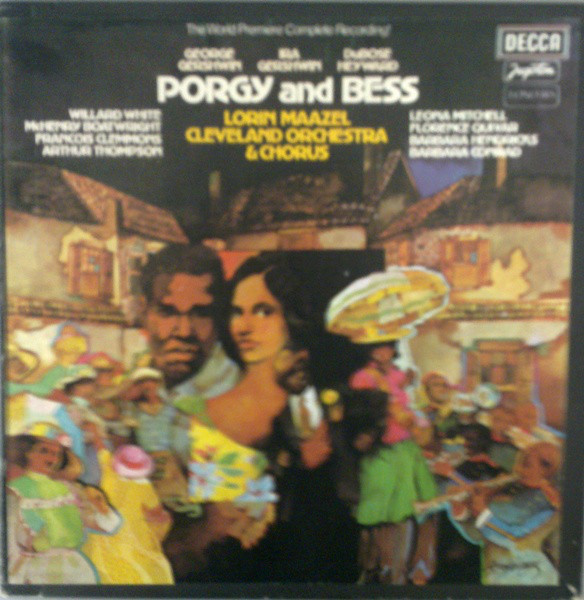 The World Premiere Complete Recording!
GEORGE GERSHWIN
IRA GERSHWIN
DuBOSE HEYWARD
PORGY and BESS
DECCA
Jugoton
WILLARD WHITE
McHENRY BOATWRIGHT
FRANCOIS CLEMMONS
ARTHUR THOMPSON
LORIN MAAZEL
CLEVELAND ORCHESTRA
& CHORUS
LEONA MITCHELL
FLORENCE QUIVAR
BARBARA HENDRICKS
BARBARA CONRAD